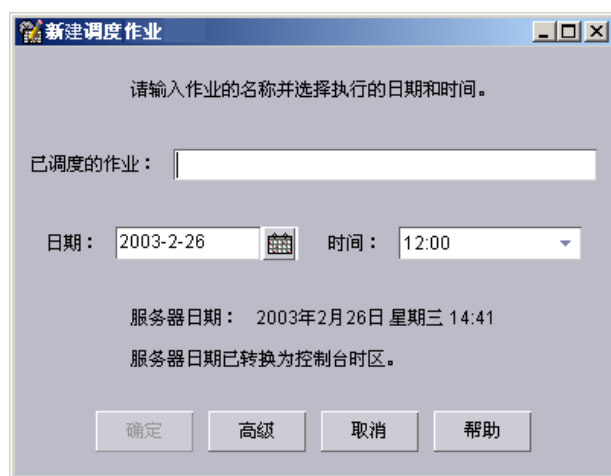 新建调度作业
请输入作业的名称并选择执行的日期和时间。
已调度的作业：
日期： 2003-2-26 时间： 12:00
服务器日期： 2003年2月26日 星期三 14:41
服务器日期已转换为控制台时区。
确定 高级 取消 帮助